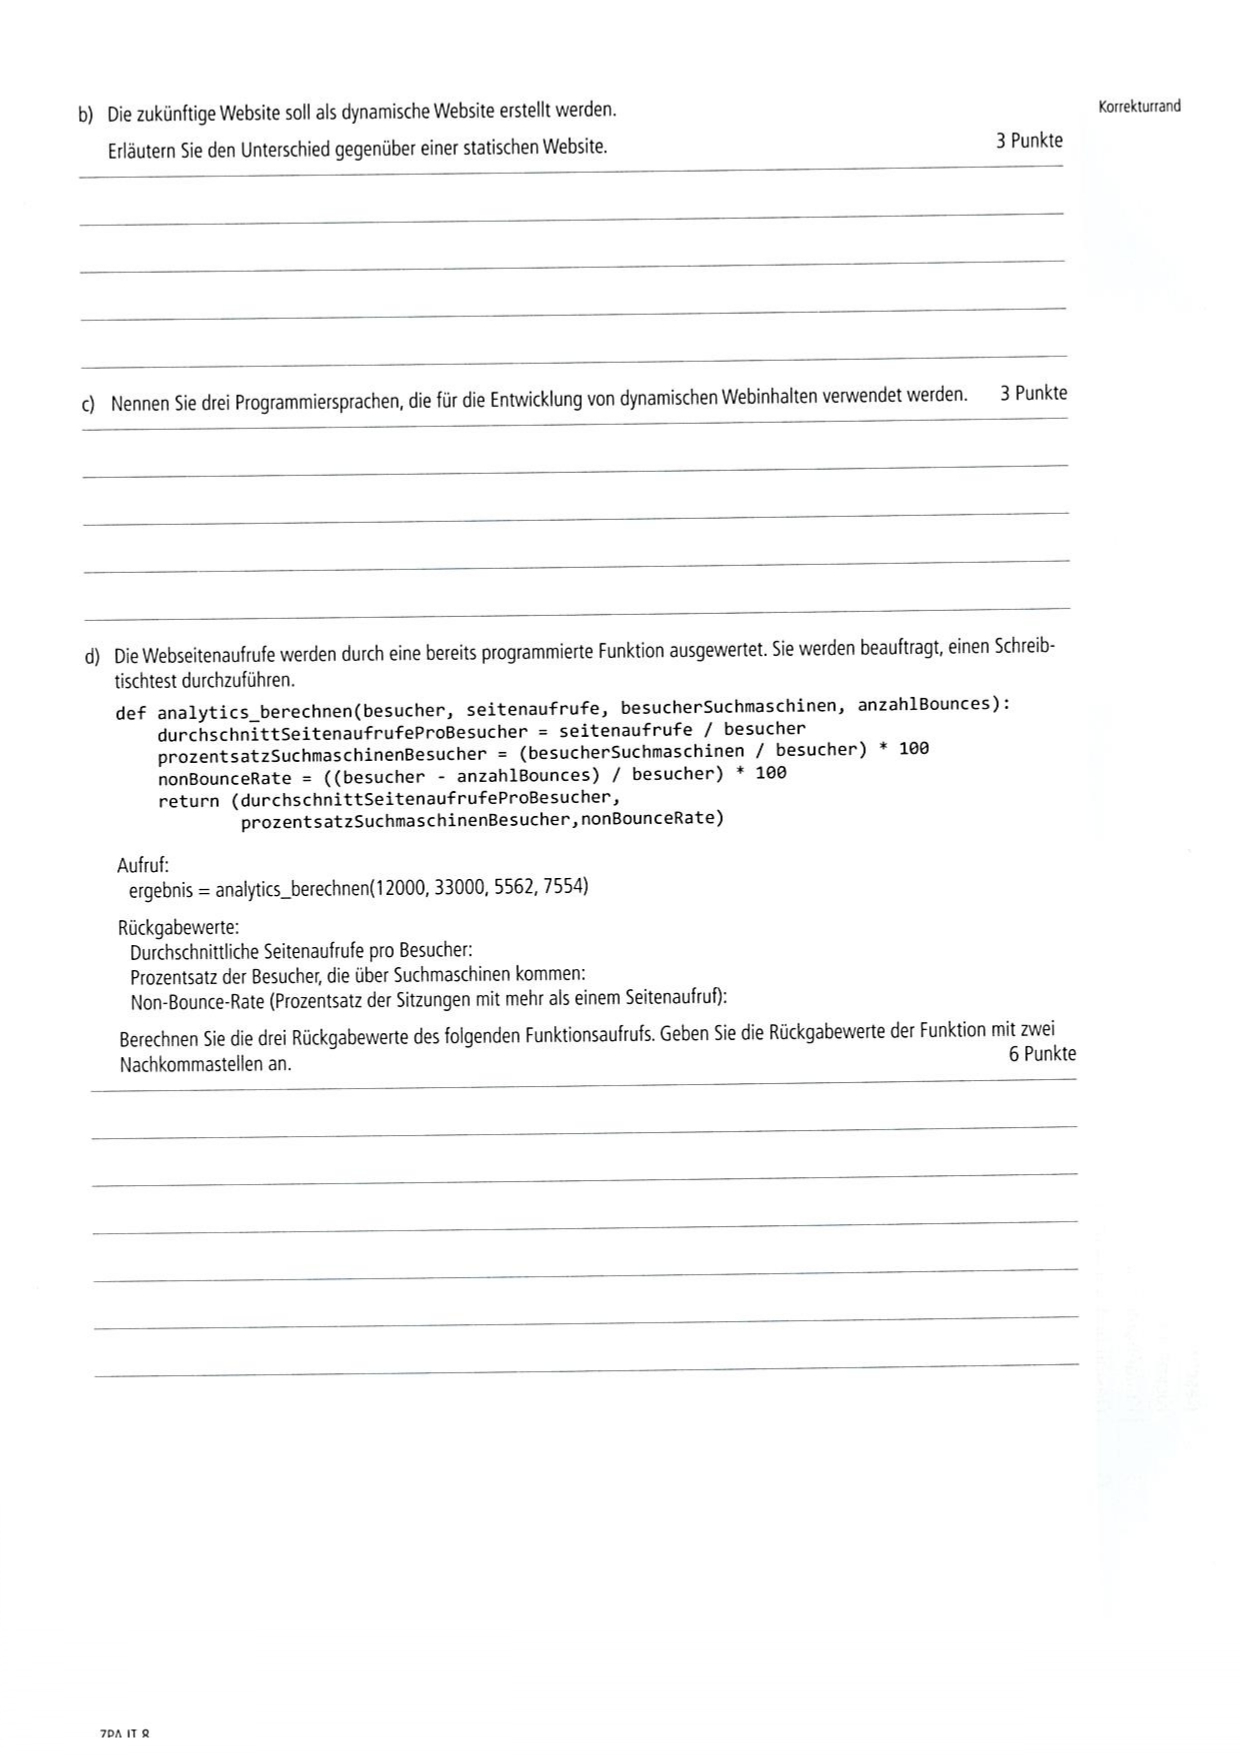 Korrekturrand
b) Die zukünftige Website soll als dynamische Website erstellt werden.
Erläutern Sie den Unterschied gegenüber einer statischen Website. 3 Punkte
c) Nennen Sie drei Programmiersprachen, die für die Entwicklung von dynamischen Webinhalten verwendet werden. 3 Punkte
d) Die Webseitenaufrufe werden durch eine bereits programmierte Funktion ausgewertet. Sie werden beauftragt, einen Schreib-
tischtest durchzuführen.
def analytics_berechnen(besucher, seitenaufrufe, besucherSuchmaschinen, anzahlBounces):
    durchschnittSeitenaufrufeProBesucher = seitenaufrufe / besucher
    prozentsatzSuchmaschinenBesucher = (besucherSuchmaschinen / besucher) * 100
    nonBounceRate = ((besucher - anzahlBounces) / besucher) * 100
    return (durchschnittSeitenaufrufeProBesucher,
            prozentsatzSuchmaschinenBesucher,nonBounceRate)
Aufruf:
ergebnis = analytics_berechnen(12000, 33000, 5562, 7554)
Rückgabewerte:
Durchschnittliche Seitenaufrufe pro Besucher:
Prozentsatz der Besucher, die über Suchmaschinen kommen:
Non-Bounce-Rate (Prozentsatz der Sitzungen mit mehr als einem Seitenaufruf):
Berechnen Sie die drei Rückgabewerte des folgenden Funktionsaufrufs. Geben Sie die Rückgabewerte der Funktion mit zwei
Nachkommastellen an. 6 Punkte
ZPA IT 8